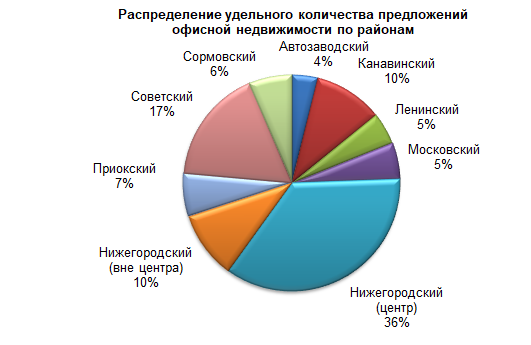 Распределение удельного количества предложений
офисной недвижимости по районам
Автозаводский
4%
Канавинский
10%
Ленинский
5%
Московский
5%
Нижегородский
(центр)
36%
Нижегородский
(вне центра)
10%
Приокский
7%
Советский
17%
Сормовский
6%